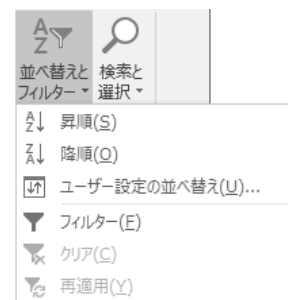 並べ替えと 検索と
フィルター▼ 選択▼
昇順(S)
降順(O)
ユーザー設定の並べ替え(U)...
フィルター(F)
クリア(C)
再適用(Y)